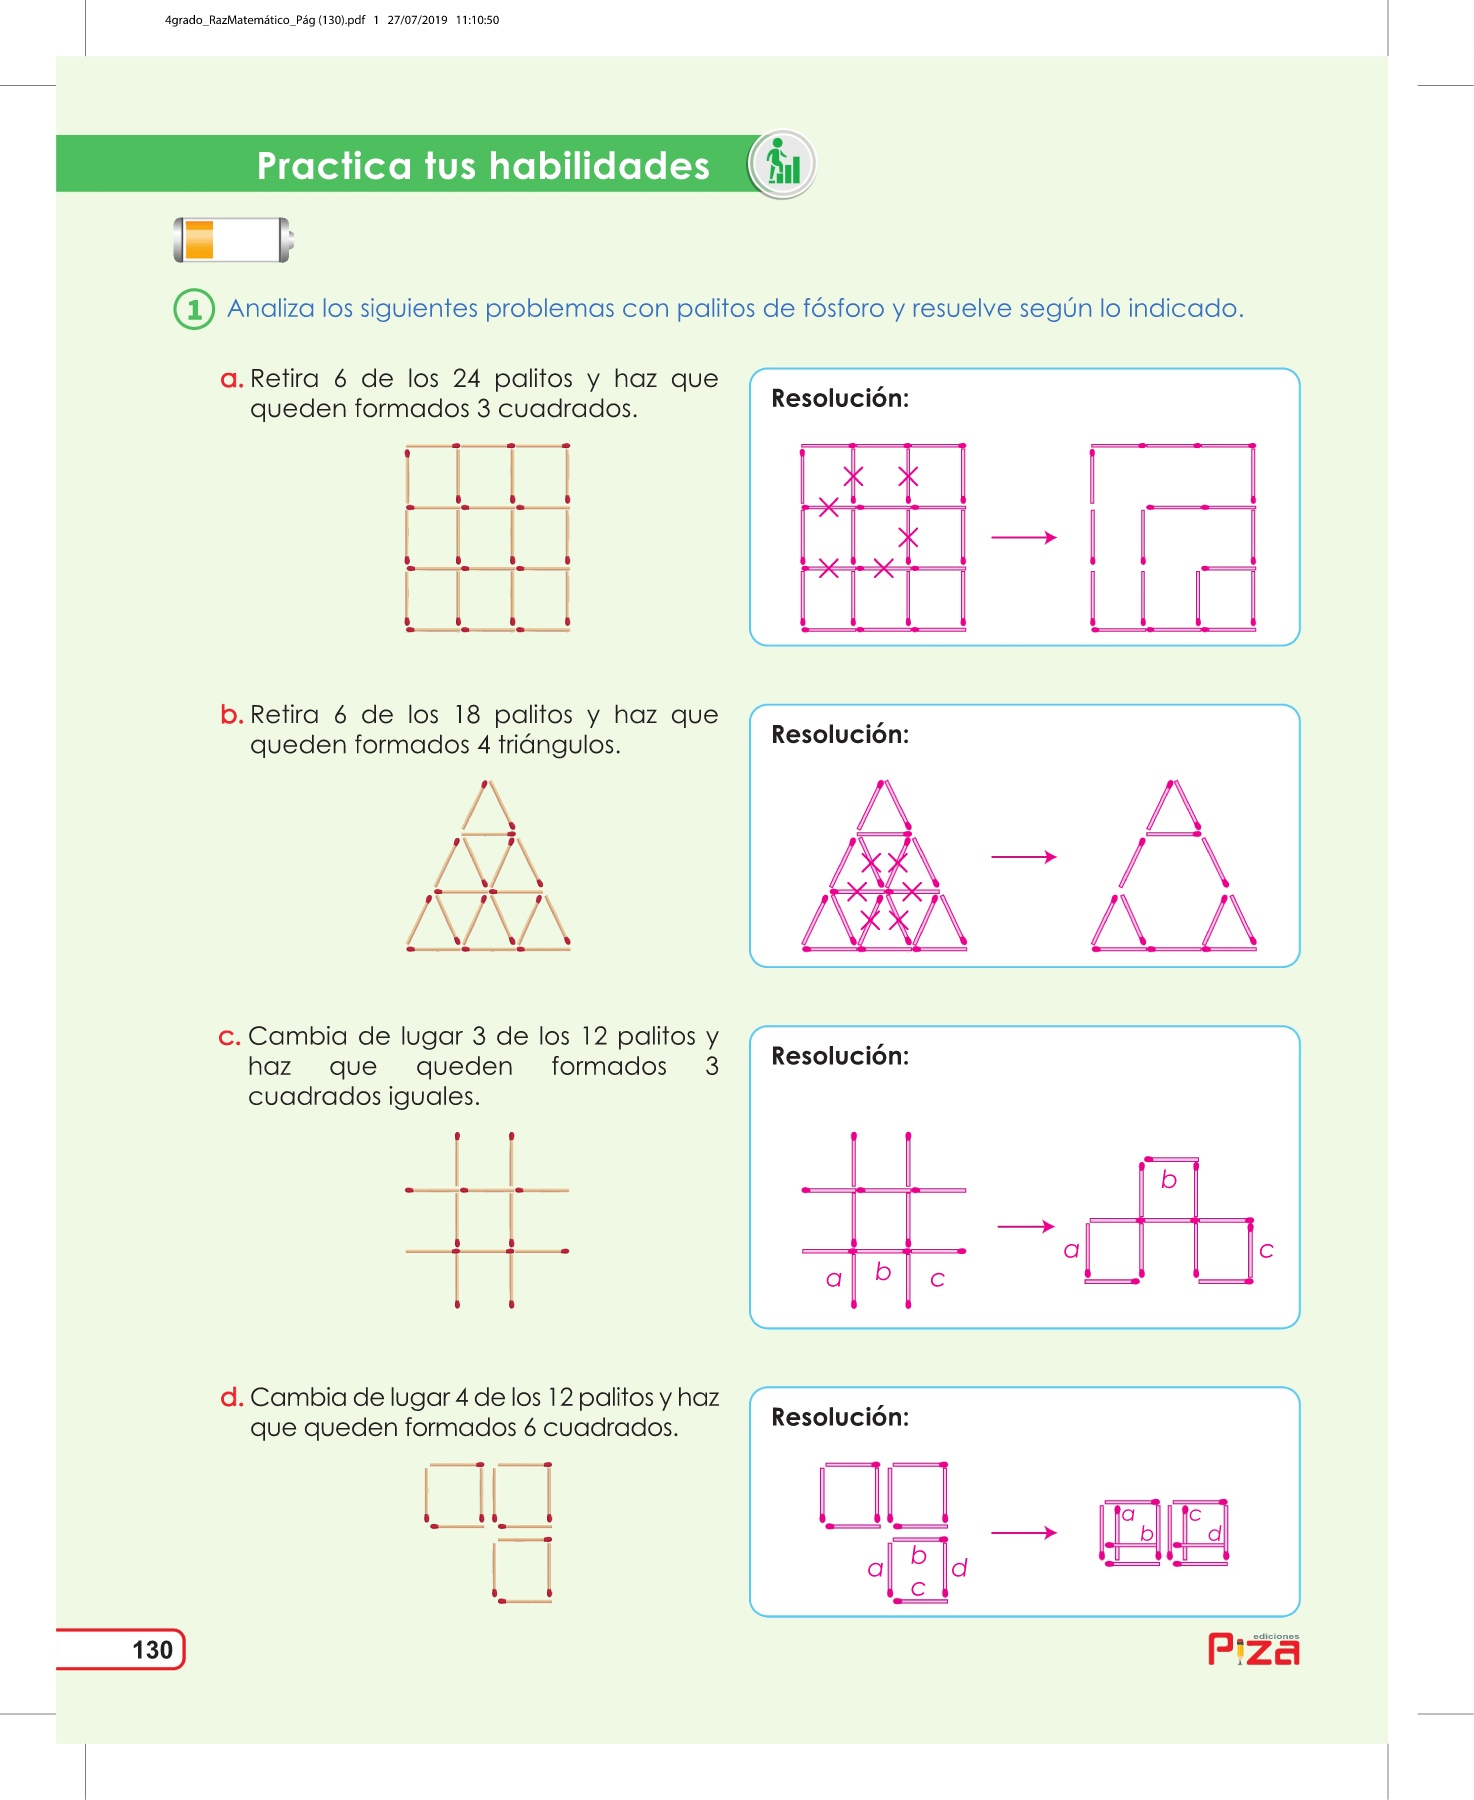 4grado_RazMatemático_Pág (130).pdf 1 27/07/2019 11:10:50
Practica tus habilidades
1 Analiza los siguientes problemas con palitos de fósforo y resuelve según lo indicado.
a. Retira 6 de los 24 palitos y haz que
queden formados 3 cuadrados.
Resolución:
b. Retira 6 de los 18 palitos y haz que
queden formados 4 triángulos.
Resolución:
c. Cambia de lugar 3 de los 12 palitos y
haz que queden formados 3
cuadrados iguales.
Resolución:
a b c
b
a c
d. Cambia de lugar 4 de los 12 palitos y haz
que queden formados 6 cuadrados.
Resolución:
a b d
c
a c
b d
130
ediciones
Piza